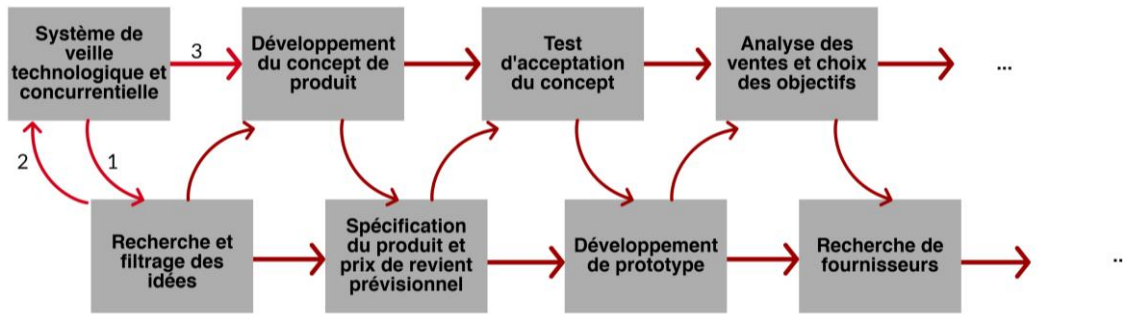 Système de
veille
technologique et
concurrentielle
3
Développement
du concept de
produit
Test
d'acceptation
du concept
Analyse des
ventes et choix
des objectifs
...
2
1
Recherche et
filtrage des
idées
Spécification
du produit et
prix de revient
prévisionnel
Développement
de prototype
Recherche de
fournisseurs
..